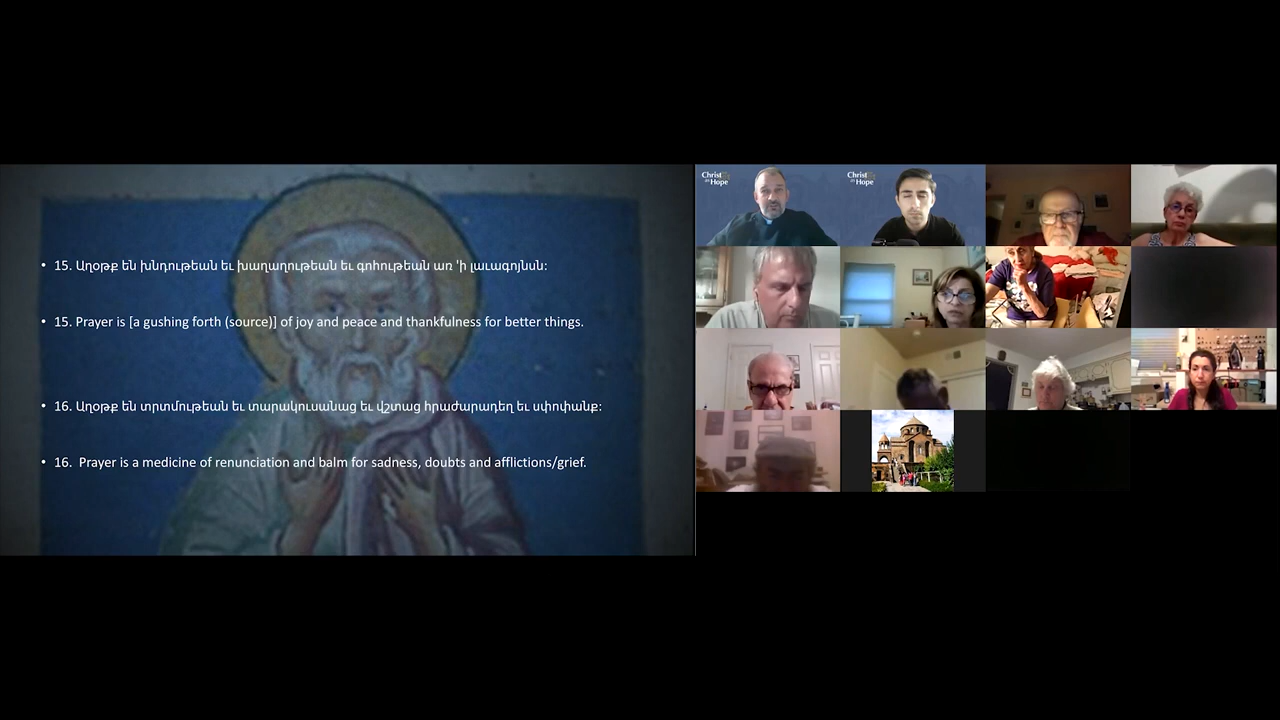 • 15. Աղօթք են խնդութեան եւ խաղաղութեան եւ գոհութեան առ 'ի լաւագոյնսն:
• 15. Prayer is [a gushing forth (source)] of joy and peace and thankfulness for better things.
• 16. Աղօթք են տրտմութեան եւ տարակուսանաց եւ վշտաց հրաժարադեղ եւ սփոփանք:
• 16. Prayer is a medicine of renunciation and balm for sadness, doubts and afflictions/grief.
Christ
Hope
Christ
Hope